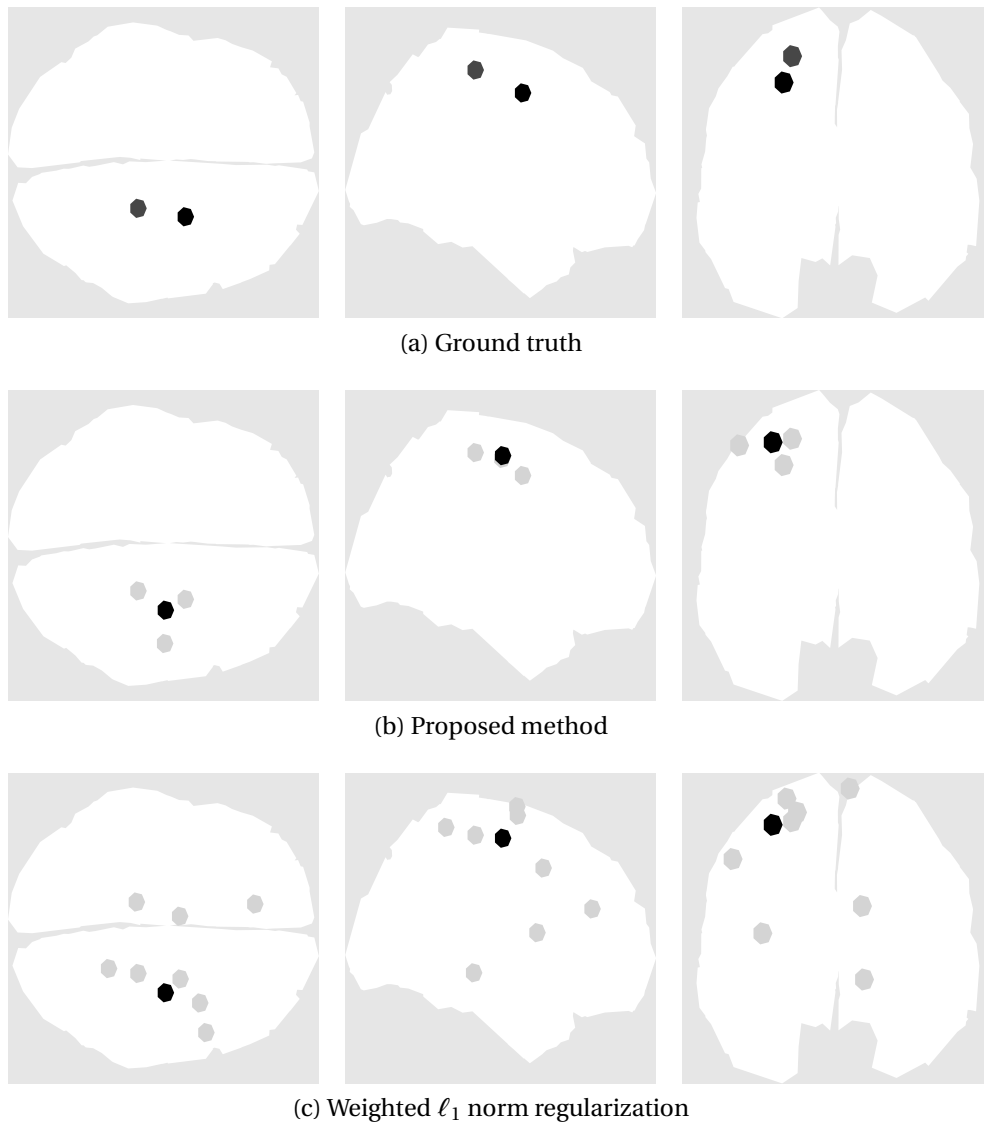 (a) Ground truth
(b) Proposed method
(c) Weighted ℓ₁ norm regularization